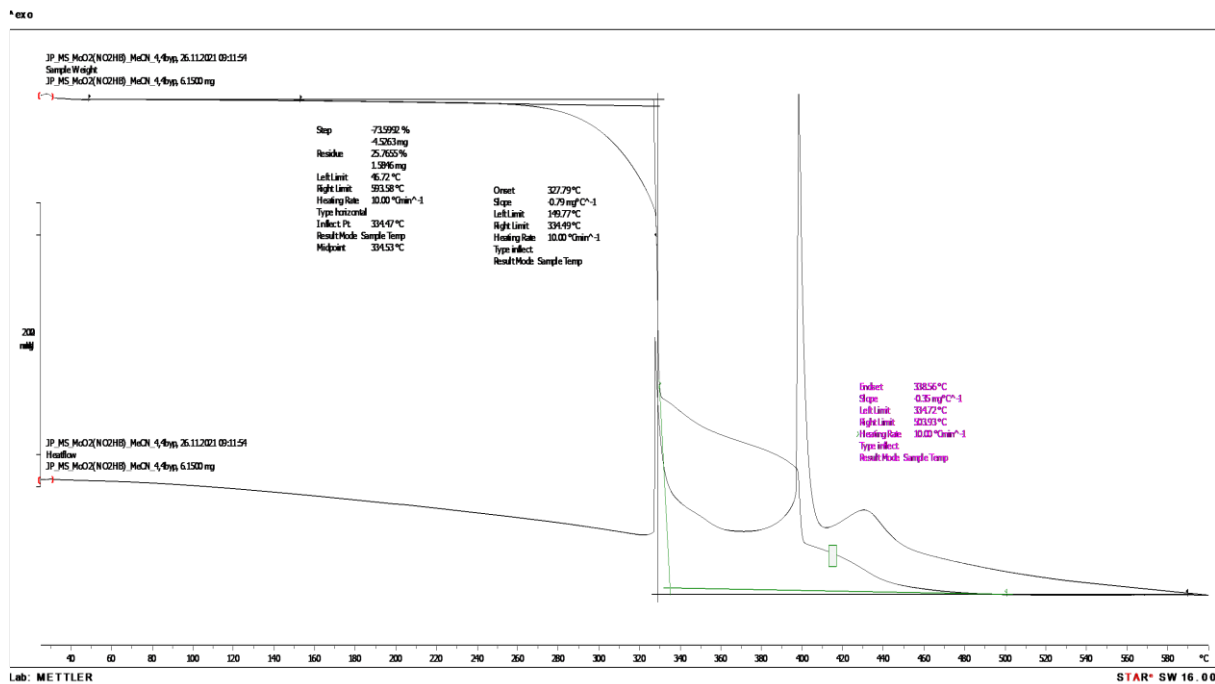 ^exo
JP_MS_MoO2(NO2HB)_MeCN_4,4byp, 26.11.2021 09:11:54
Sample Weight
JP_MS_MoO2(NO2HB)_MeCN_4,4byp, 6.1500 mg
Step -73.5992 %
-4.5263 mg
Residue 25.7655 %
1.5846 mg
Left Limit 46.72 °C
Right Limit 593.58 °C
Heating Rate 10.00 °Cmin^-1
Type horizontal
Inflect. Pt. 334.47 °C
Result Mode Sample Temp
Midpoint 334.53 °C
Onset 327.79 °C
Slope -0.79 mg°C^-1
Left Limit 149.77 °C
Right Limit 334.49 °C
Heating Rate 10.00 °Cmin^-1
Type inflect.
Result Mode Sample Temp
Endset 338.56 °C
Slope -0.35 mg°C^-1
Left Limit 334.72 °C
Right Limit 503.93 °C
Heating Rate 10.00 °Cmin^-1
Type inflect.
Result Mode Sample Temp
JP_MS_MoO2(NO2HB)_MeCN_4,4byp, 26.11.2021 09:11:54
Heatflow
JP_MS_MoO2(NO2HB)_MeCN_4,4byp, 6.1500 mg
40 60 80 100 120 140 160 180 200 220 240 260 280 300 320 340 360 380 400 420 440 460 480 500 520 540 560 580 °C
Lab: METTLER
STAR® SW 16.00